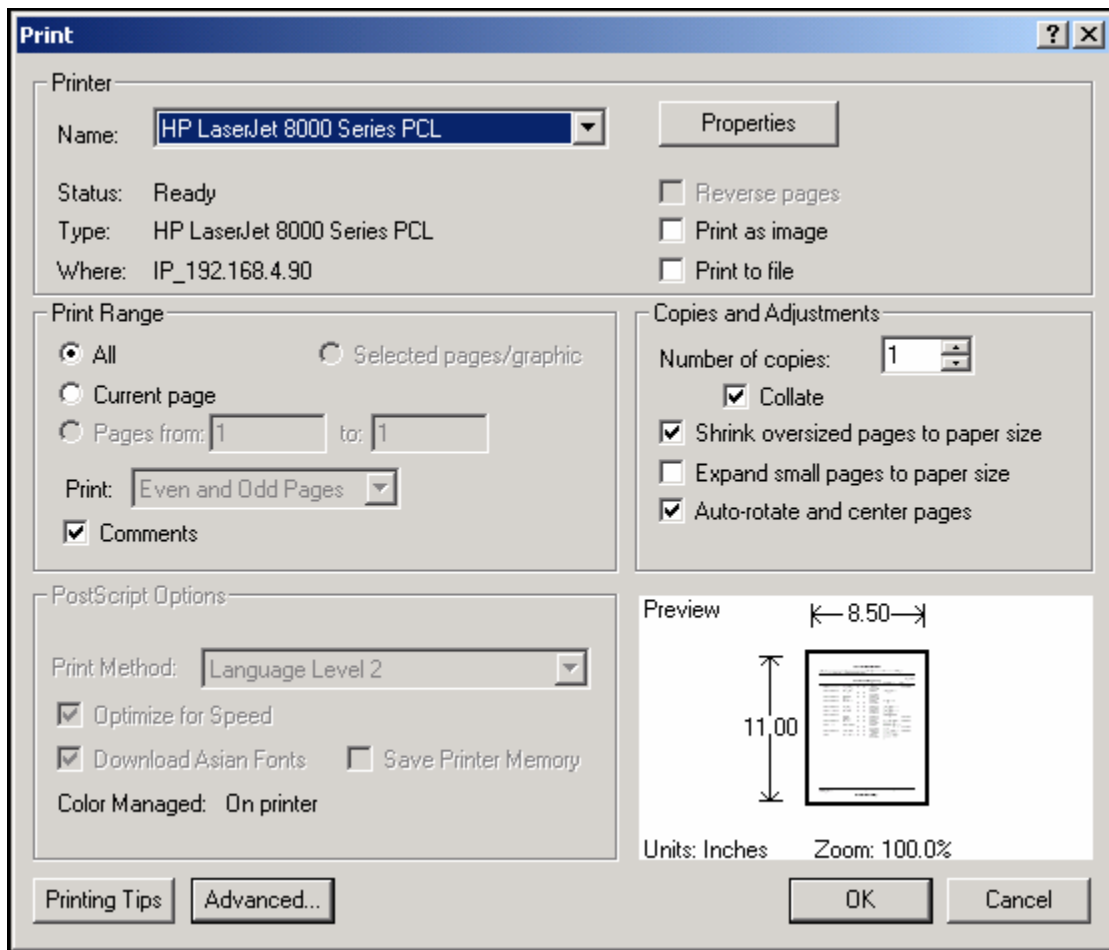 Print
Printer
Name: HP LaserJet 8000 Series PCL
Properties
Status: Ready
Reverse pages
Type: HP LaserJet 8000 Series PCL
Print as image
Where: IP_192.168.4.90
Print to file
Print Range
All
Selected pages/graphic
Current page
Pages from: 1 to: 1
Print: Even and Odd Pages
Comments
Copies and Adjustments
Number of copies: 1
Collate
Shrink oversized pages to paper size
Expand small pages to paper size
Auto-rotate and center pages
PostScript Options
Print Method: Language Level 2
Optimize for Speed
Download Asian Fonts
Save Printer Memory
Color Managed: On printer
Preview
8.50
11.00
Units: Inches Zoom: 100.0%
Printing Tips
Advanced...
OK
Cancel